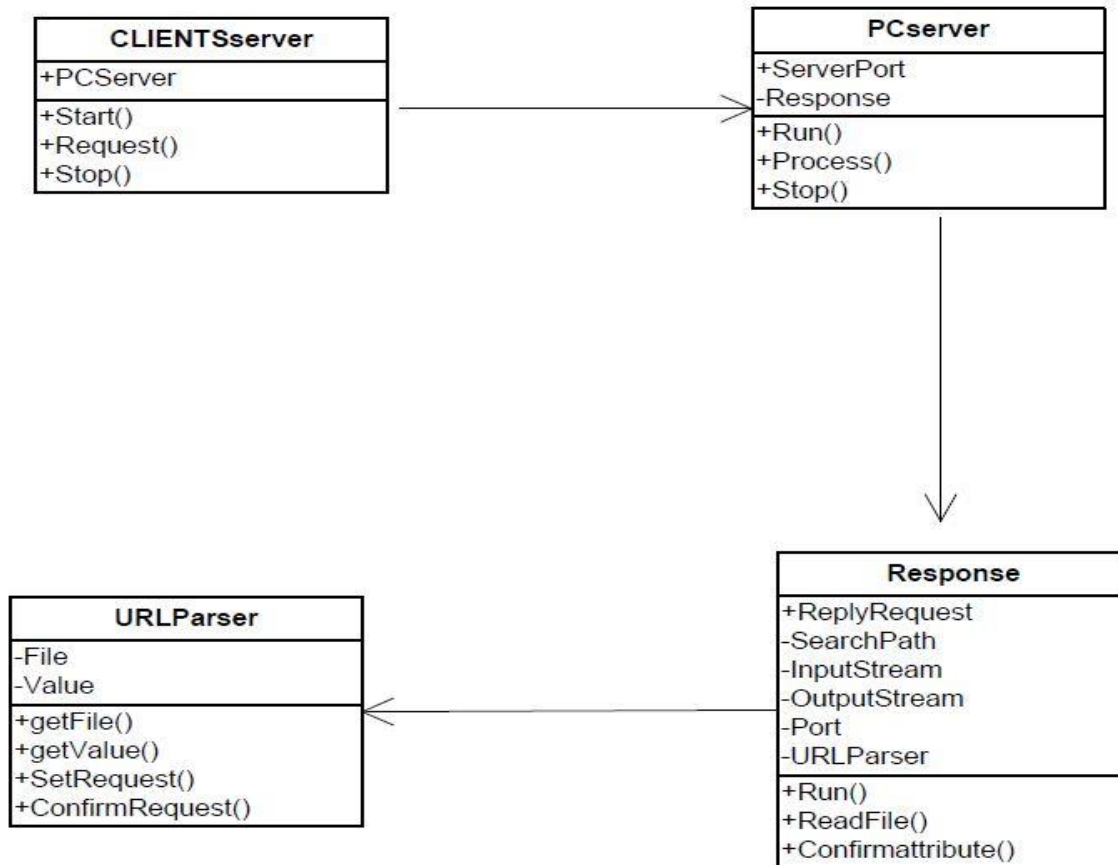 CLIENTSserver
+PCServer
+Start()
+Request()
+Stop()
PCserver
+ServerPort
-Response
+Run()
+Process()
+Stop()
URLParser
-File
-Value
+getFile()
+getValue()
+SetRequest()
+ConfirmRequest()
Response
+ReplyRequest
-SearchPath
-InputStream
-OutputStream
-Port
-URLParser
+Run()
+ReadFile()
+Confirmattribute()